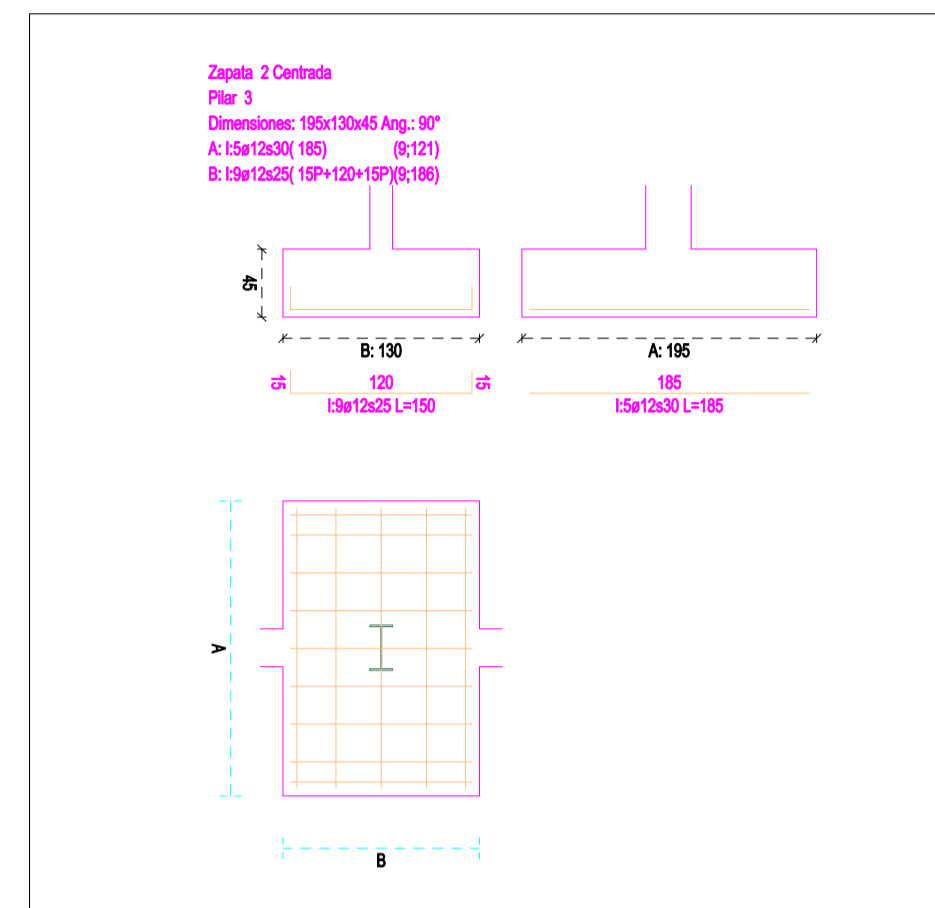 Zapata 2 Centrada
Pilar 3
Dimensiones: 195x130x45 Ang.: 90°
A: I:5ø12s30( 185) (9;121)
B: I:9ø12s25( 15P+120+15P)(9;186)
45
B: 130
A: 195
15 120 15
185
I:9ø12s25 L=150
I:5ø12s30 L=185
A
B